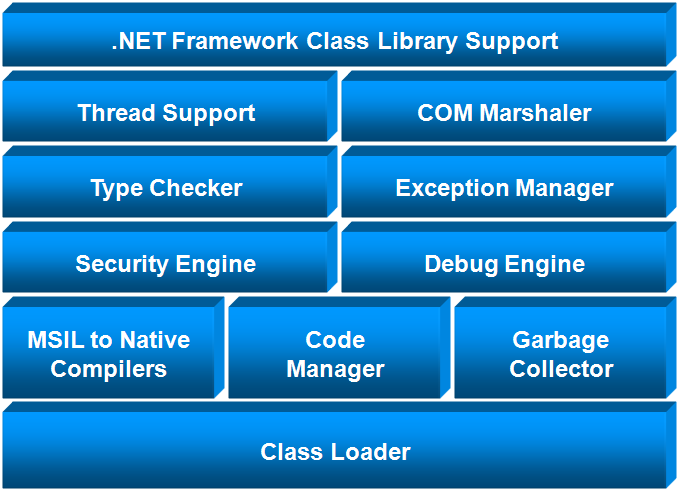 .NET Framework Class Library Support
Thread Support
COM Marshaler
Type Checker
Exception Manager
Security Engine
Debug Engine
MSIL to Native
Compilers
Code
Manager
Garbage
Collector
Class Loader